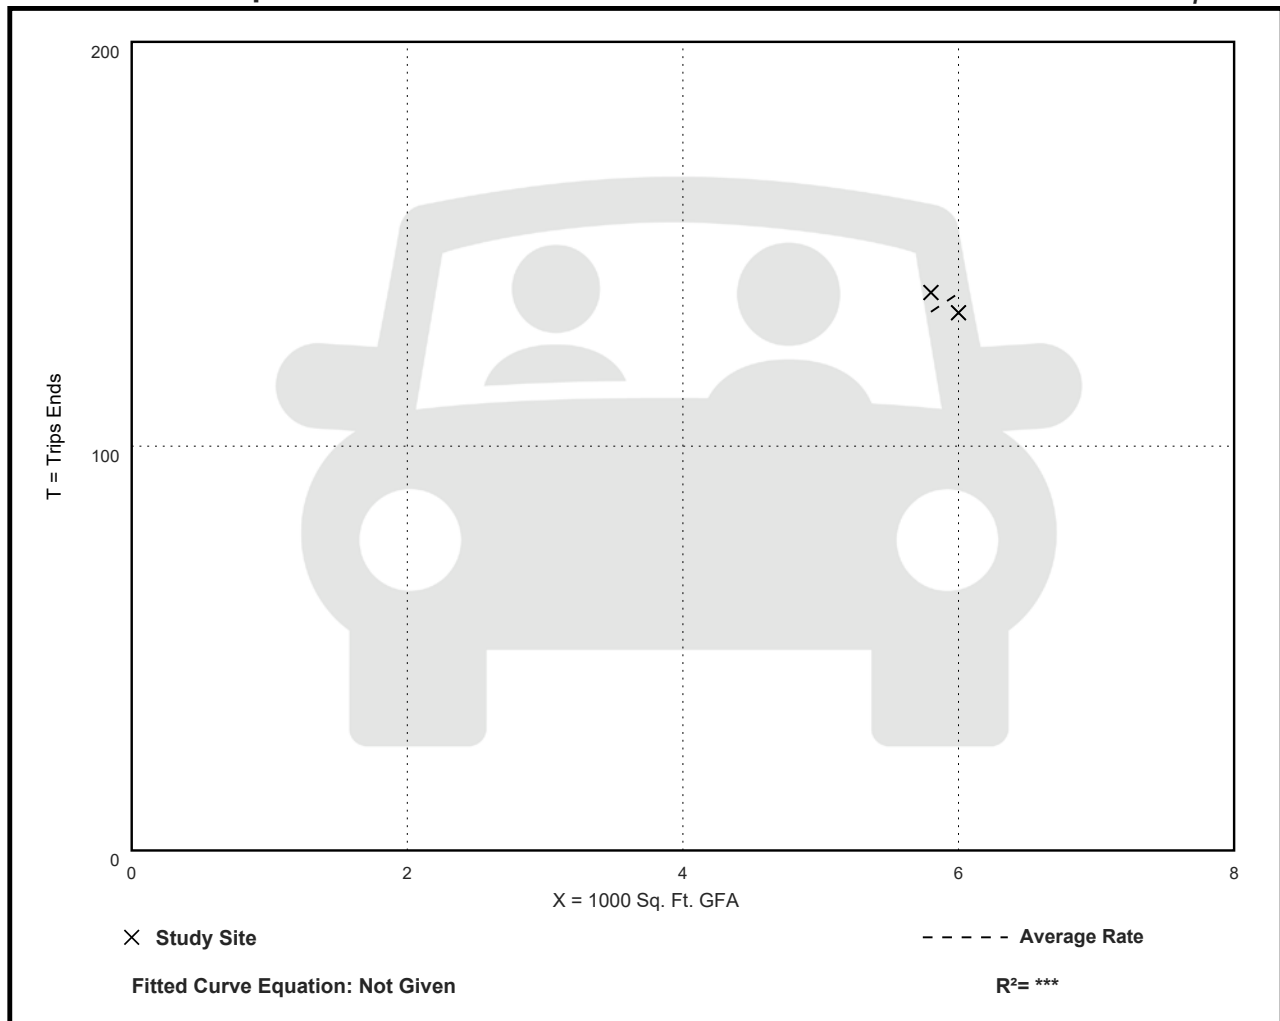 200
100
0
T = Trips Ends
0 2 4 6 8
X = 1000 Sq. Ft. GFA
Study Site
Average Rate
Fitted Curve Equation: Not Given
R²= ***